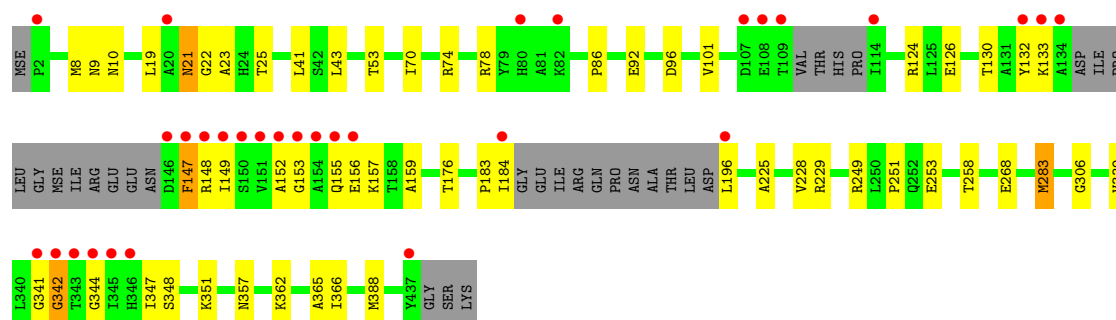 MSE P2 M8 N9 N10 L19 A20 N21 G22 A23 H24 T25 L41 S42 L43 T53 I70 R74 R78 Y79 H80 A81 K82 P86 E92 D96 V101 D107 E108 T109 VAL THR HIS PRO I114 R124 L125 E126 T130 A131 Y132 K133 A134 ASP ILE
LEU GLY MSE ILE ARG GLU GLU ASN D146 F147 R148 I149 S150 V151 A152 G153 A154 Q155 E156 K157 T158 A159 T176 P183 I184 GLY GLU ILE ARG GLN PRO ASN ALA THR LEU ASP L196 A225 V228 R229 R249 L250 P251 Q252 E253 T258 E268 M283 G306
L340 G341 G342 T343 G344 I345 H346 I347 S348 K351 N357 K362 A365 I366 M388 Y437 GLY SER LYS